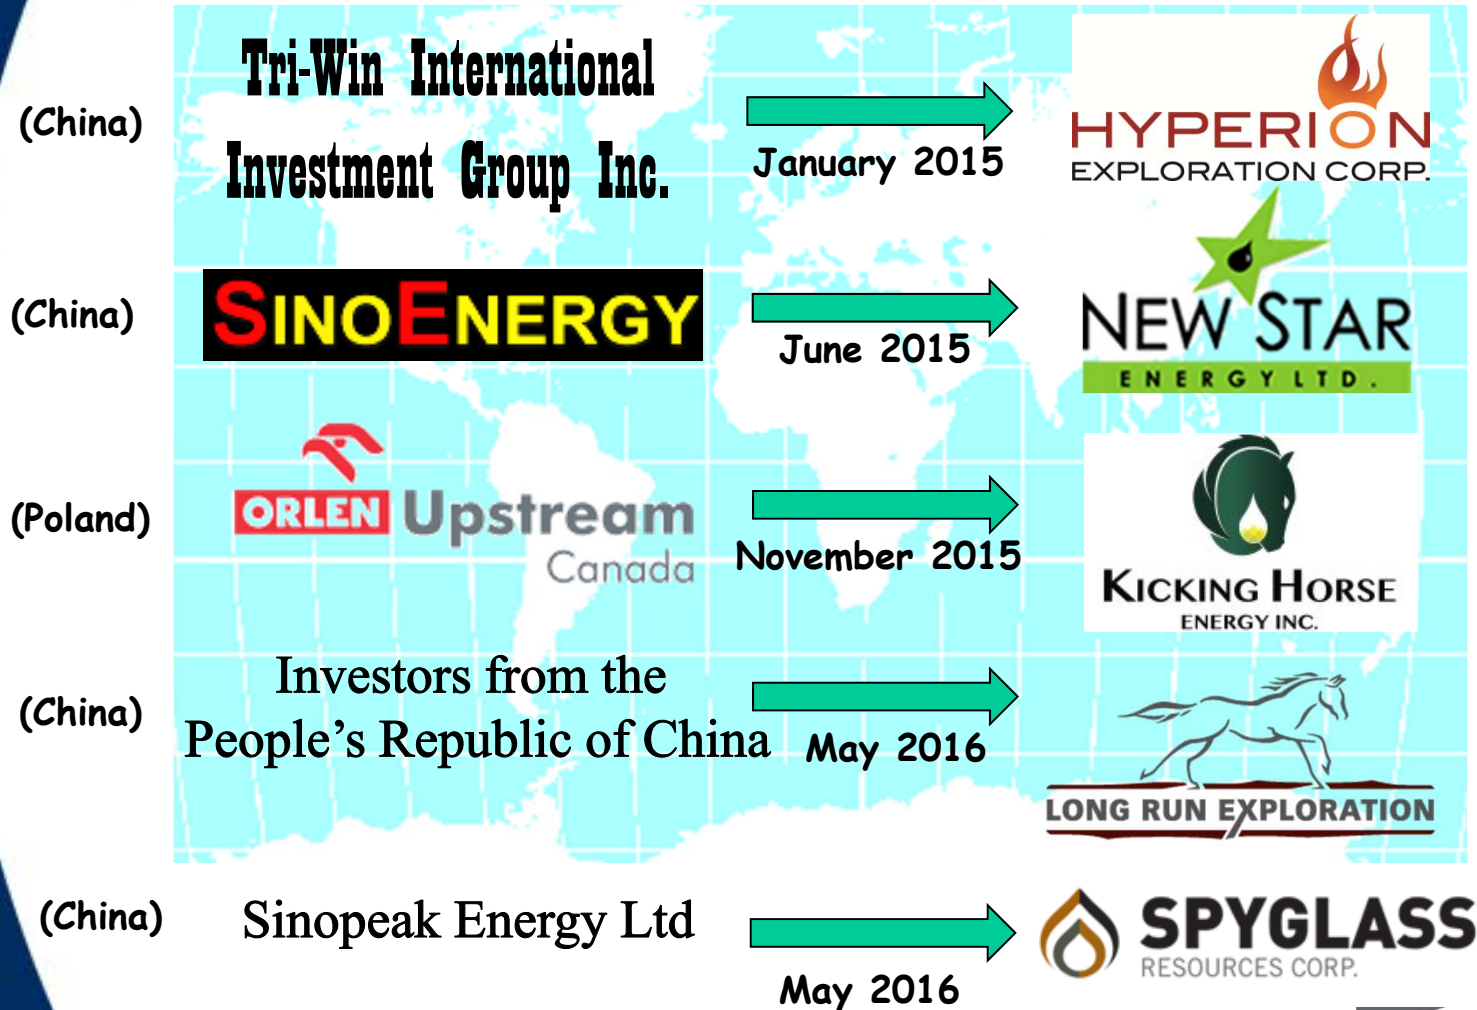 (China)
Tri-Win International
Investment Group Inc.
January 2015
HYPERION
EXPLORATION CORP.
(China)
SINOENERGY
June 2015
NEW STAR
ENERGY LTD.
(Poland)
ORLEN Upstream
Canada
November 2015
KICKING HORSE
ENERGY INC.
(China)
Investors from the
People’s Republic of China
May 2016
LONG RUN EXPLORATION
(China)
Sinopeak Energy Ltd
May 2016
SPYGLASS
RESOURCES CORP.